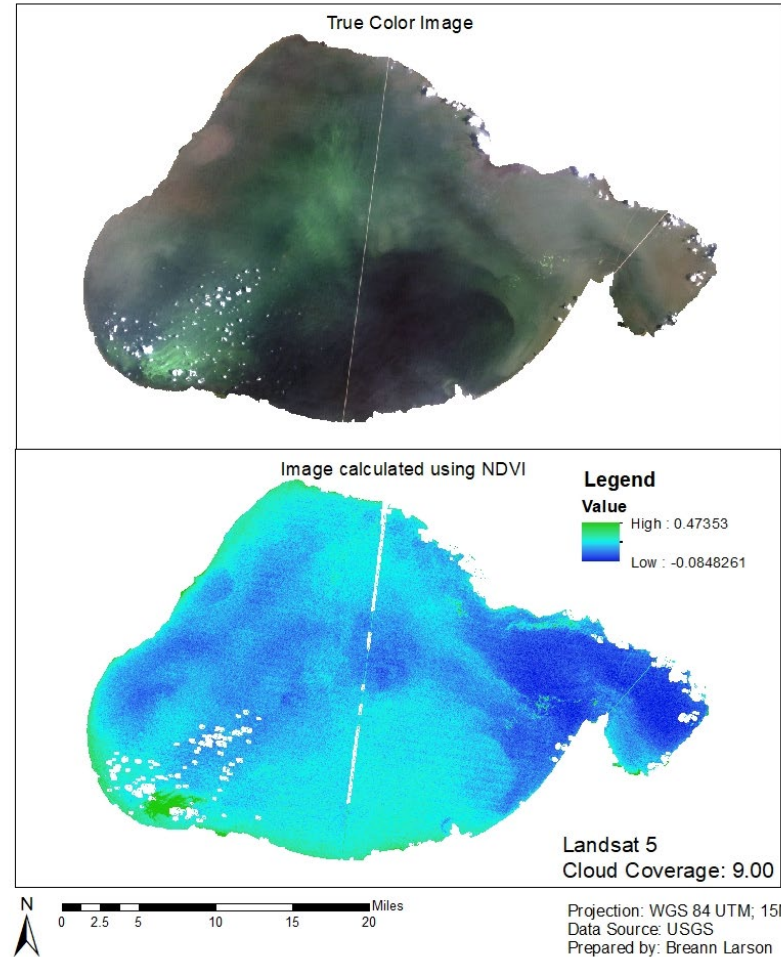 True Color Image
Image calculated using NDVI
Legend
Value
High : 0.47353
Low : -0.0848261
Landsat 5
Cloud Coverage: 9.00
N
0 2.5 5 10 15 20 Miles
Projection: WGS 84 UTM;
Data Source: USGS
Prepared by: Breann Larson